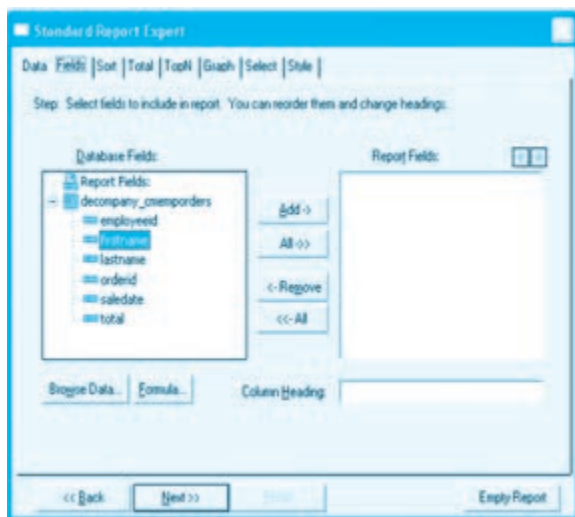 Standard Report Expert
Data Fields Sort Total TopN Graph Select Style
Step: Select fields to include in report. You can reorder them and change headings.
Database Fields:
Report Fields:
Report Fields:
decompany_cnemporders
employeeid
firstname
lastname
orderid
saledate
total
Add ->
All ->>
<- Remove
<<- All
Browse Data...
Formula...
Column Heading:
<< Back
Next >>
Empty Report